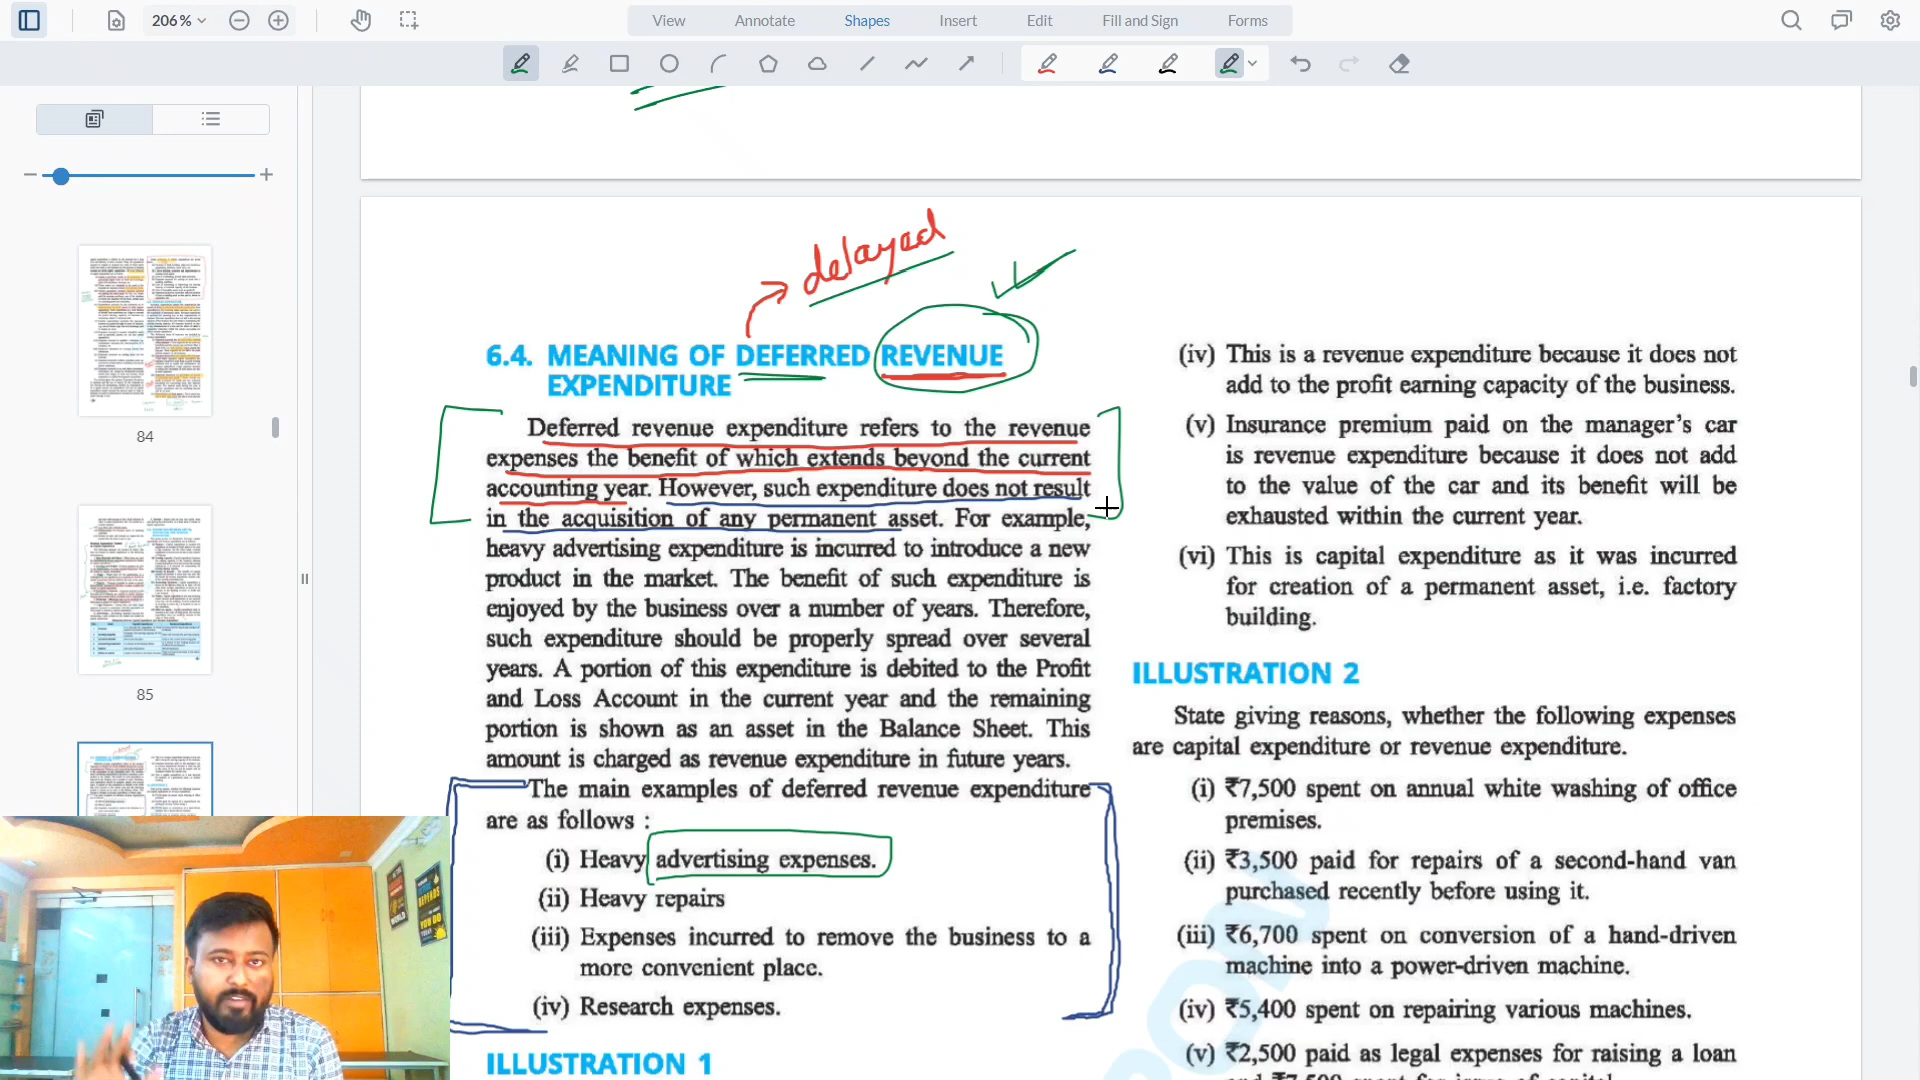 206 %
View
Annotate
Shapes
Insert
Edit
Fill and Sign
Forms
84
85
delayed
6.4. MEANING OF DEFERRED REVENUE
EXPENDITURE
Deferred revenue expenditure refers to the revenue
expenses the benefit of which extends beyond the current
accounting year. However, such expenditure does not result
in the acquisition of any permanent asset. For example,
heavy advertising expenditure is incurred to introduce a new
product in the market. The benefit of such expenditure is
enjoyed by the business over a number of years. Therefore,
such expenditure should be properly spread over several
years. A portion of this expenditure is debited to the Profit
and Loss Account in the current year and the remaining
portion is shown as an asset in the Balance Sheet. This
amount is charged as revenue expenditure in future years.
The main examples of deferred revenue expenditure
are as follows :
(i) Heavy advertising expenses.
(ii) Heavy repairs
(iii) Expenses incurred to remove the business to a
more convenient place.
(iv) Research expenses.
ILLUSTRATION 1
(iv) This is a revenue expenditure because it does not
add to the profit earning capacity of the business.
(v) Insurance premium paid on the manager's car
is revenue expenditure because it does not add
to the value of the car and its benefit will be
exhausted within the current year.
(vi) This is capital expenditure as it was incurred
for creation of a permanent asset, i.e. factory
building.
ILLUSTRATION 2
State giving reasons, whether the following expenses
are capital expenditure or revenue expenditure.
(i) ₹7,500 spent on annual white washing of office
premises.
(ii) ₹3,500 paid for repairs of a second-hand van
purchased recently before using it.
(iii) ₹6,700 spent on conversion of a hand-driven
machine into a power-driven machine.
(iv) ₹5,400 spent on repairing various machines.
(v) ₹2,500 paid as legal expenses for raising a loan